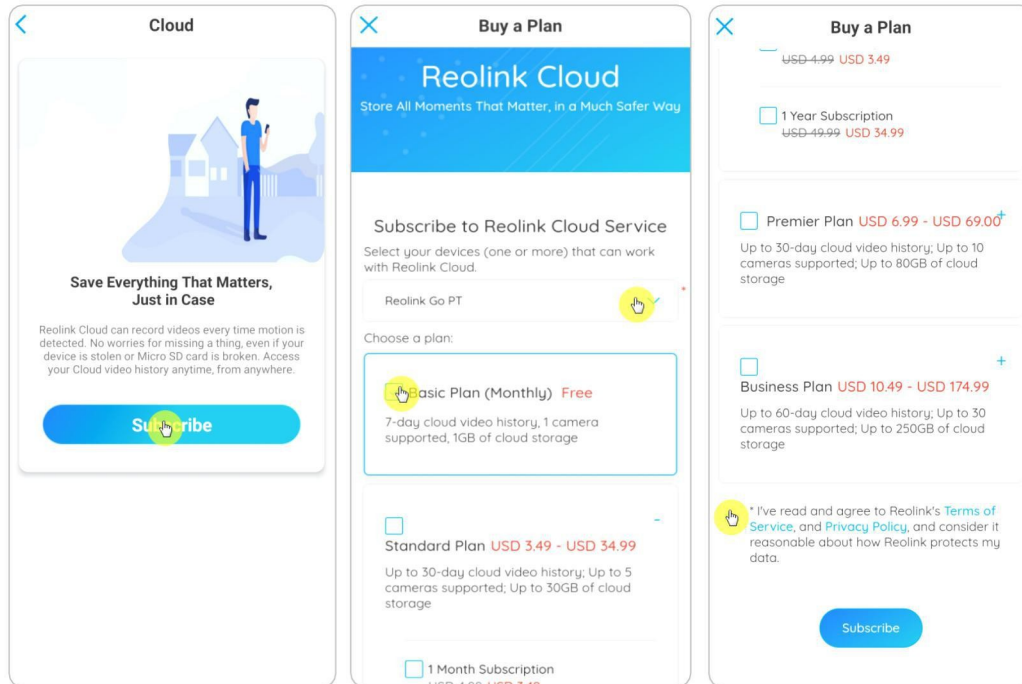 Cloud
Save Everything That Matters,
Just in Case
Reolink Cloud can record videos every time motion is
detected. No worries for missing a thing, even if your
device is stolen or Micro SD card is broken. Access
your Cloud video history anytime, from anywhere.
Subscribe
Buy a Plan
Reolink Cloud
Store All Moments That Matter, in a Much Safer Way
Subscribe to Reolink Cloud Service
Select your devices (one or more) that can work
with Reolink Cloud.
Reolink Go PT
*
Choose a plan:
Basic Plan (Monthly) Free
7-day cloud video history, 1 camera
supported, 1GB of cloud storage
Standard Plan USD 3.49 - USD 34.99
Up to 30-day cloud video history; Up to 5
cameras supported; Up to 30GB of cloud
storage
1 Month Subscription
USD 4.99 USD 3.49
Buy a Plan
USD 4.99 USD 3.49
1 Year Subscription
USD 49.99 USD 34.99
Premier Plan USD 6.99 - USD 69.00
Up to 30-day cloud video history; Up to 10
cameras supported; Up to 80GB of cloud
storage
Business Plan USD 10.49 - USD 174.99
Up to 60-day cloud video history; Up to 30
cameras supported; Up to 250GB of cloud
storage
* I've read and agree to Reolink's Terms of
Service, and Privacy Policy, and consider it
reasonable about how Reolink protects my
data.
Subscribe